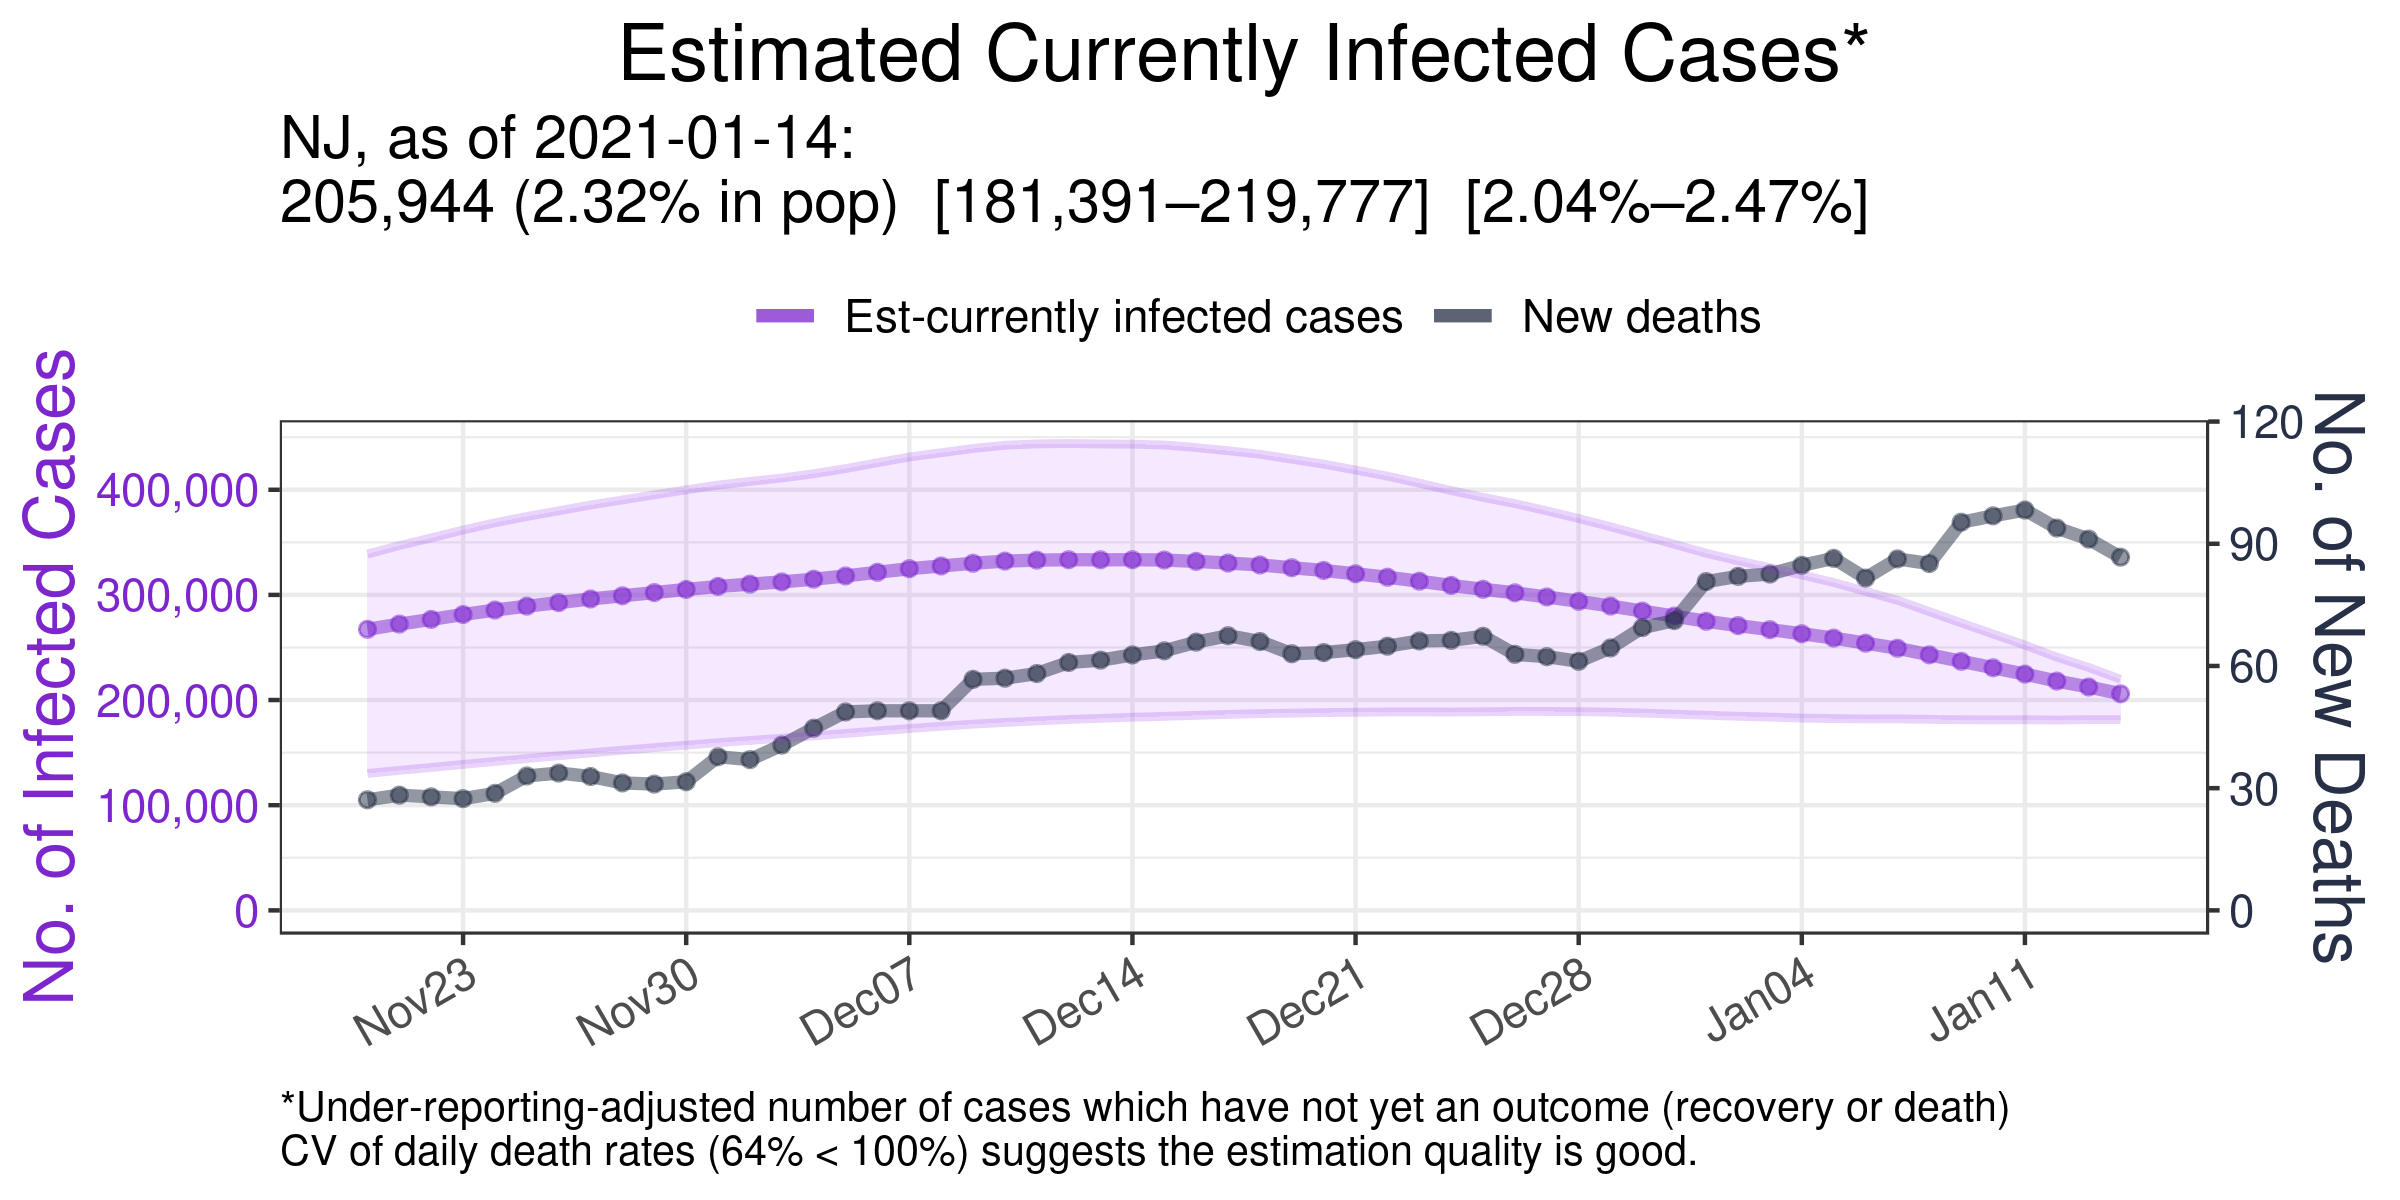 Estimated Currently Infected Cases*
NJ, as of 2021-01-14:
205,944 (2.32% in pop)  [181,391–219,777]  [2.04%–2.47%]
Est-currently infected cases
New deaths
No. of Infected Cases
400,000
300,000
200,000
100,000
0
120
90
60
30
0
No. of New Deaths
Nov23
Nov30
Dec07
Dec14
Dec21
Dec28
Jan04
Jan11
*Under-reporting-adjusted number of cases which have not yet an outcome (recovery or death)
CV of daily death rates (64% < 100%) suggests the estimation quality is good.